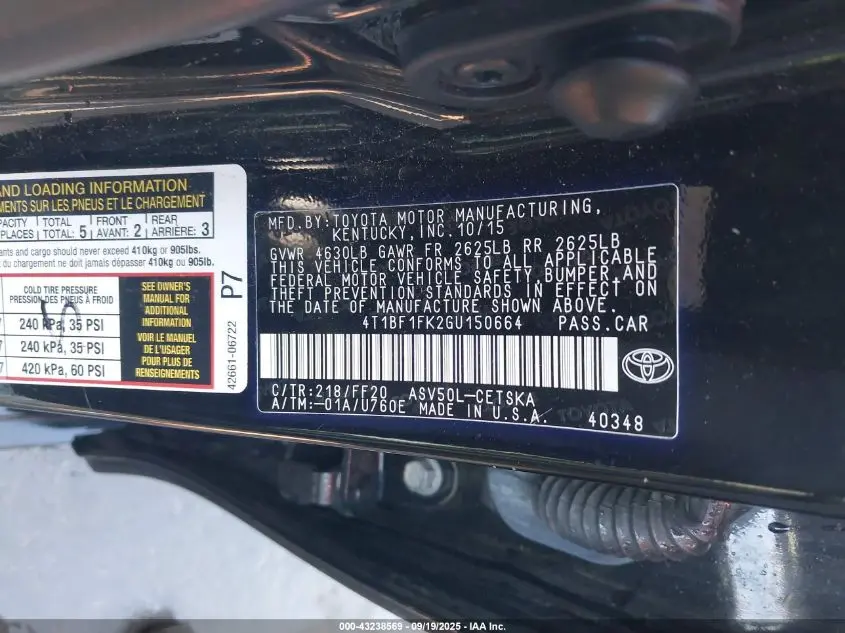 AND LOADING INFORMATION
EMENTS SUR LES PNEUS ET LE CHARGEMENT
TOTAL FRONT REAR
PLACES TOTAL: 5 AVANT: 2 ARRIÈRE: 3
ants and cargo should never exceed 410kg or 905lbs.
du chargement ne doit jamais dépasser 410kg ou 905lb.
COLD TIRE PRESSURE
PRESSION DES PNEUS À FROID
240 kPa, 35 PSI
240 kPa, 35 PSI
420 kPa, 60 PSI
SEE OWNER'S
MANUAL FOR
ADDITIONAL
INFORMATION
VOIR LE MANUEL
DE L'USAGER
POUR PLUS DE
RENSEIGNEMENTS
42661-06722 P7
MFD.BY:TOYOTA MOTOR MANUFACTURING,
KENTUCKY, INC.10/15
GVWR 4630LB GAWR FR 2625LB RR 2625LB
THIS VEHICLE CONFORMS TO ALL APPLICABLE
FEDERAL MOTOR VEHICLE SAFETY, BUMPER,AND
THEFT PREVENTION STANDARDS IN EFFECT ON
THE DATE OF MANUFACTURE SHOWN ABOVE.
4T1BF1FK2GU150664 PASS.CAR
C/TR:218/FF20 ASV50L-CETSKA
A/TM:-01A/U760E MADE IN U.S.A. 40348
000-43238569 - 09/19/2025 - IAA Inc.